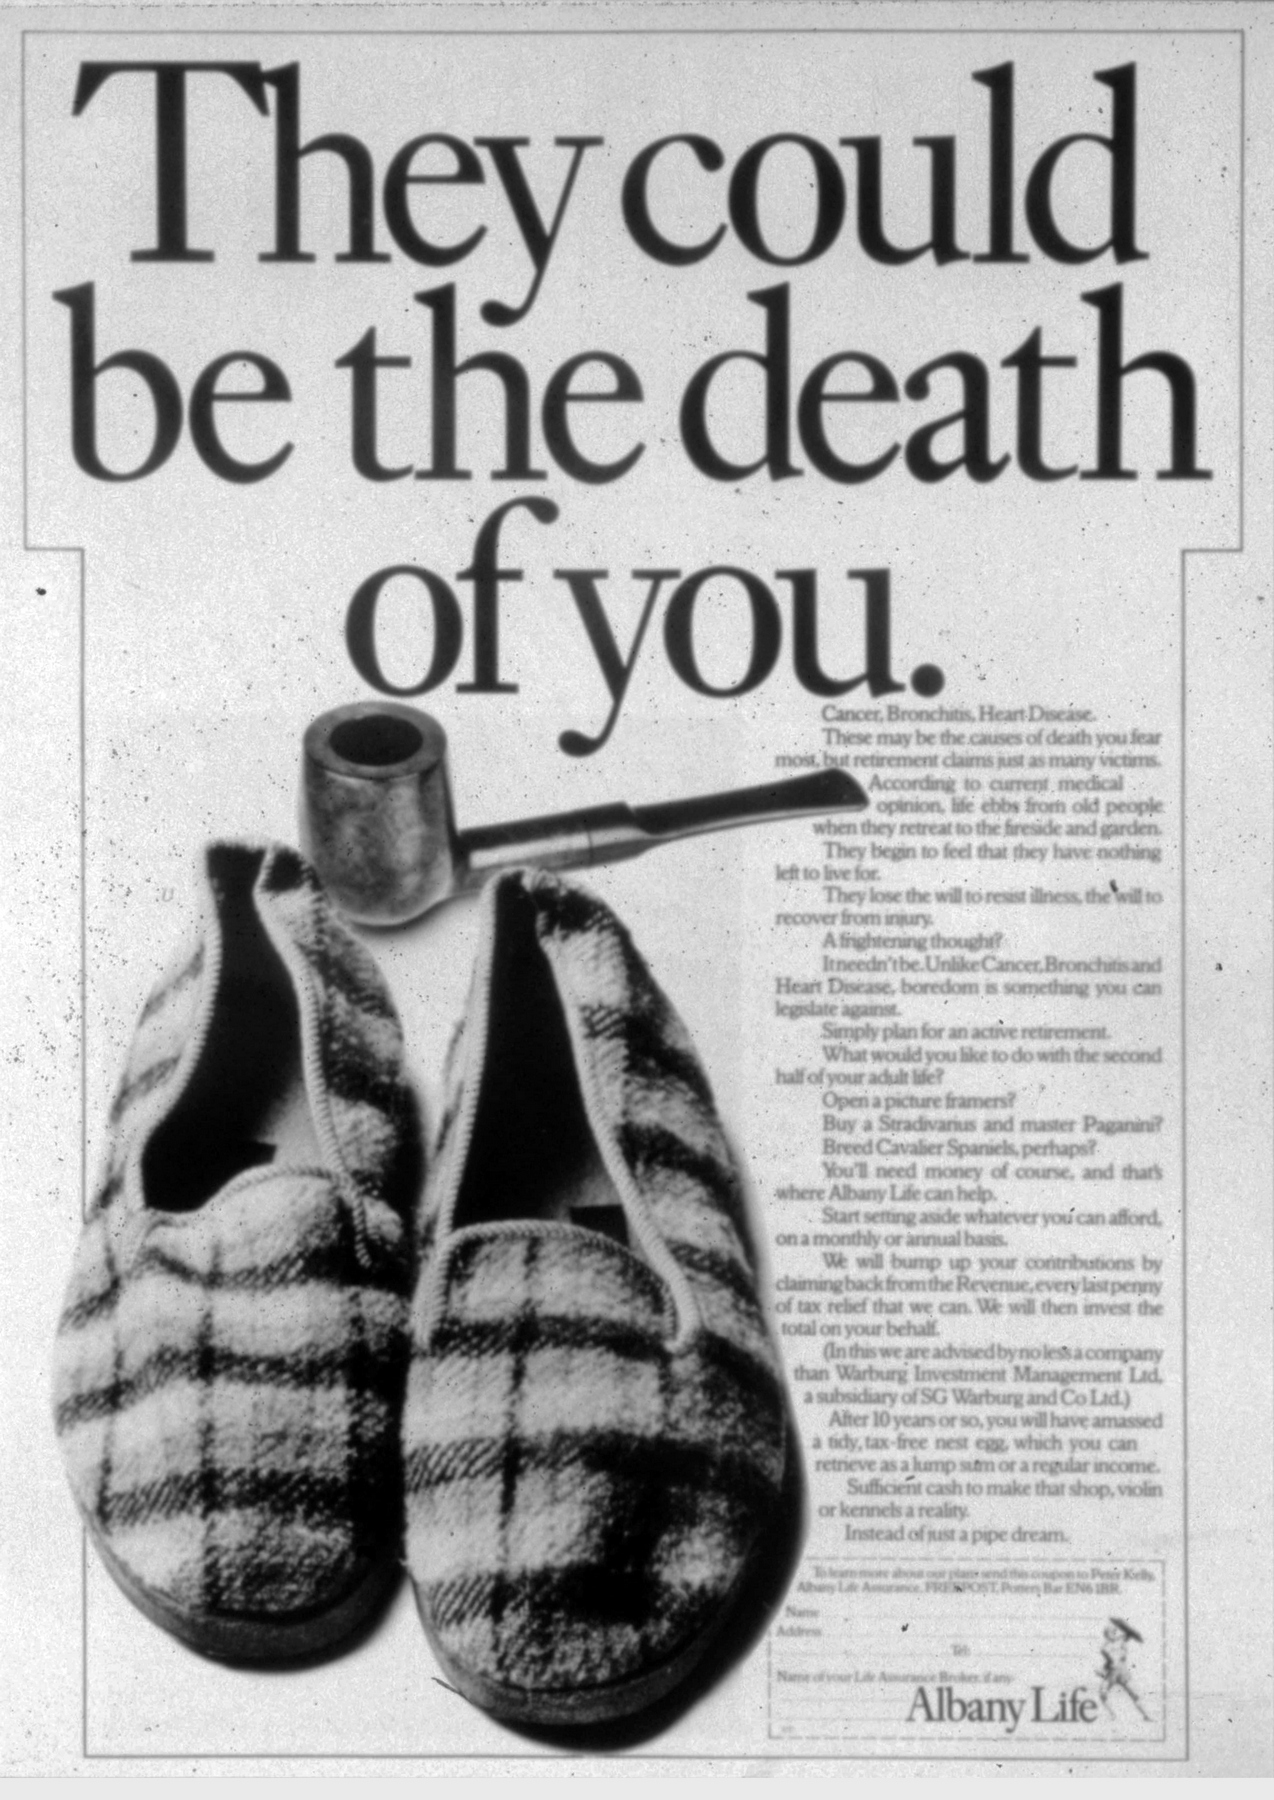 They could
be the death
of you.
Cancer, Bronchitis, Heart Disease.
These may be the causes of death you fear
most, but retirement claims just as many victims.
According to current medical
opinion, life ebbs from old people
when they retreat to the fireside and garden.
They begin to feel that they have nothing
left to live for.
They lose the will to resist illness, the will to
recover from injury.
A frightening thought?
It needn't be. Unlike Cancer, Bronchitis and
Heart Disease, boredom is something you can
legislate against.
Simply plan for an active retirement.
What would you like to do with the second
half of your adult life?
Open a picture framers?
Buy a Stradivarius and master Paganini?
Breed Cavalier Spaniels, perhaps?
You'll need money of course, and that's
where Albany Life can help.
Start setting aside whatever you can afford,
on a monthly or annual basis.
We will bump up your contributions by
claiming back from the Revenue, every last penny
of tax relief that we can. We will then invest the
total on your behalf.
(In this we are advised by no less a company
than Warburg Investment Management Ltd,
a subsidiary of SG Warburg and Co Ltd.)
After 10 years or so, you will have amassed
a tidy, tax-free nest egg, which you can
retrieve as a lump sum or a regular income.
Sufficient cash to make that shop, violin
or kennels a reality.
Instead of just a pipe dream.
To learn more about our plans send this coupon to Peter Kelly,
Albany Life Assurance, FREEPOST, Potters Bar EN6 1BR.
Name
Address
Tel:
Name of your Life Assurance Broker, if any
Albany Life